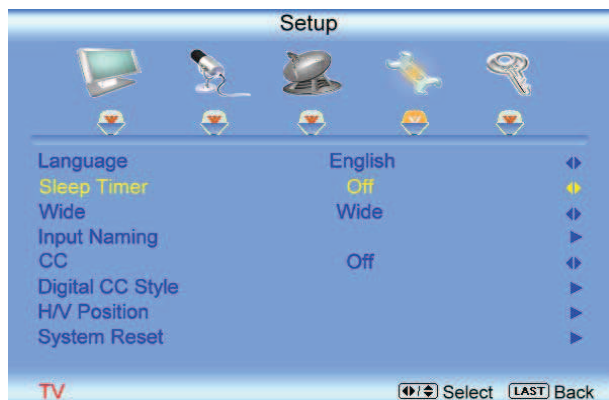 Setup
Language English
Sleep Timer Off
Wide Wide
Input Naming
CC Off
Digital CC Style
H/V Position
System Reset
TV Select LAST Back